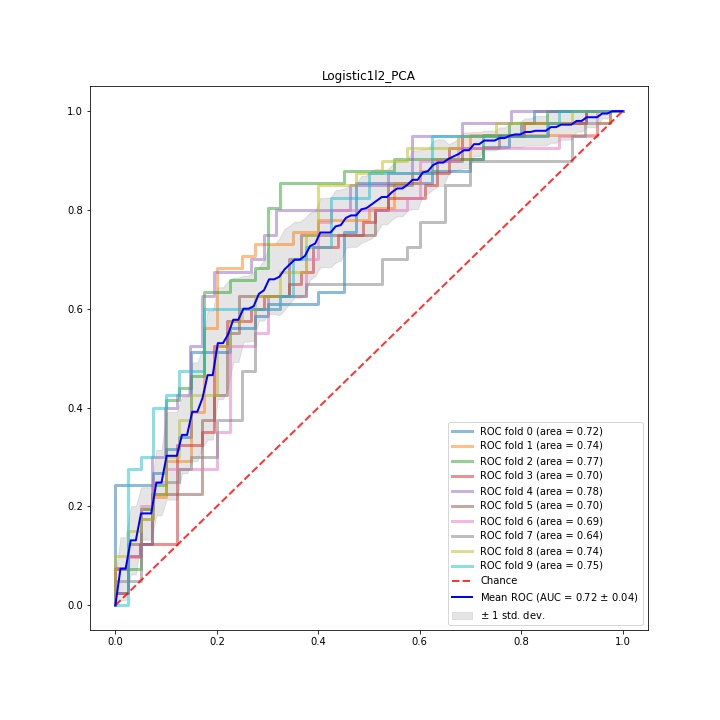 Logistic1l2_PCA
1.0
0.8
0.6
0.4
0.2
0.0
0.0 0.2 0.4 0.6 0.8 1.0
ROC fold 0 (area = 0.72)
ROC fold 1 (area = 0.74)
ROC fold 2 (area = 0.77)
ROC fold 3 (area = 0.70)
ROC fold 4 (area = 0.78)
ROC fold 5 (area = 0.70)
ROC fold 6 (area = 0.69)
ROC fold 7 (area = 0.64)
ROC fold 8 (area = 0.74)
ROC fold 9 (area = 0.75)
Chance
Mean ROC (AUC = 0.72 ± 0.04)
± 1 std. dev.